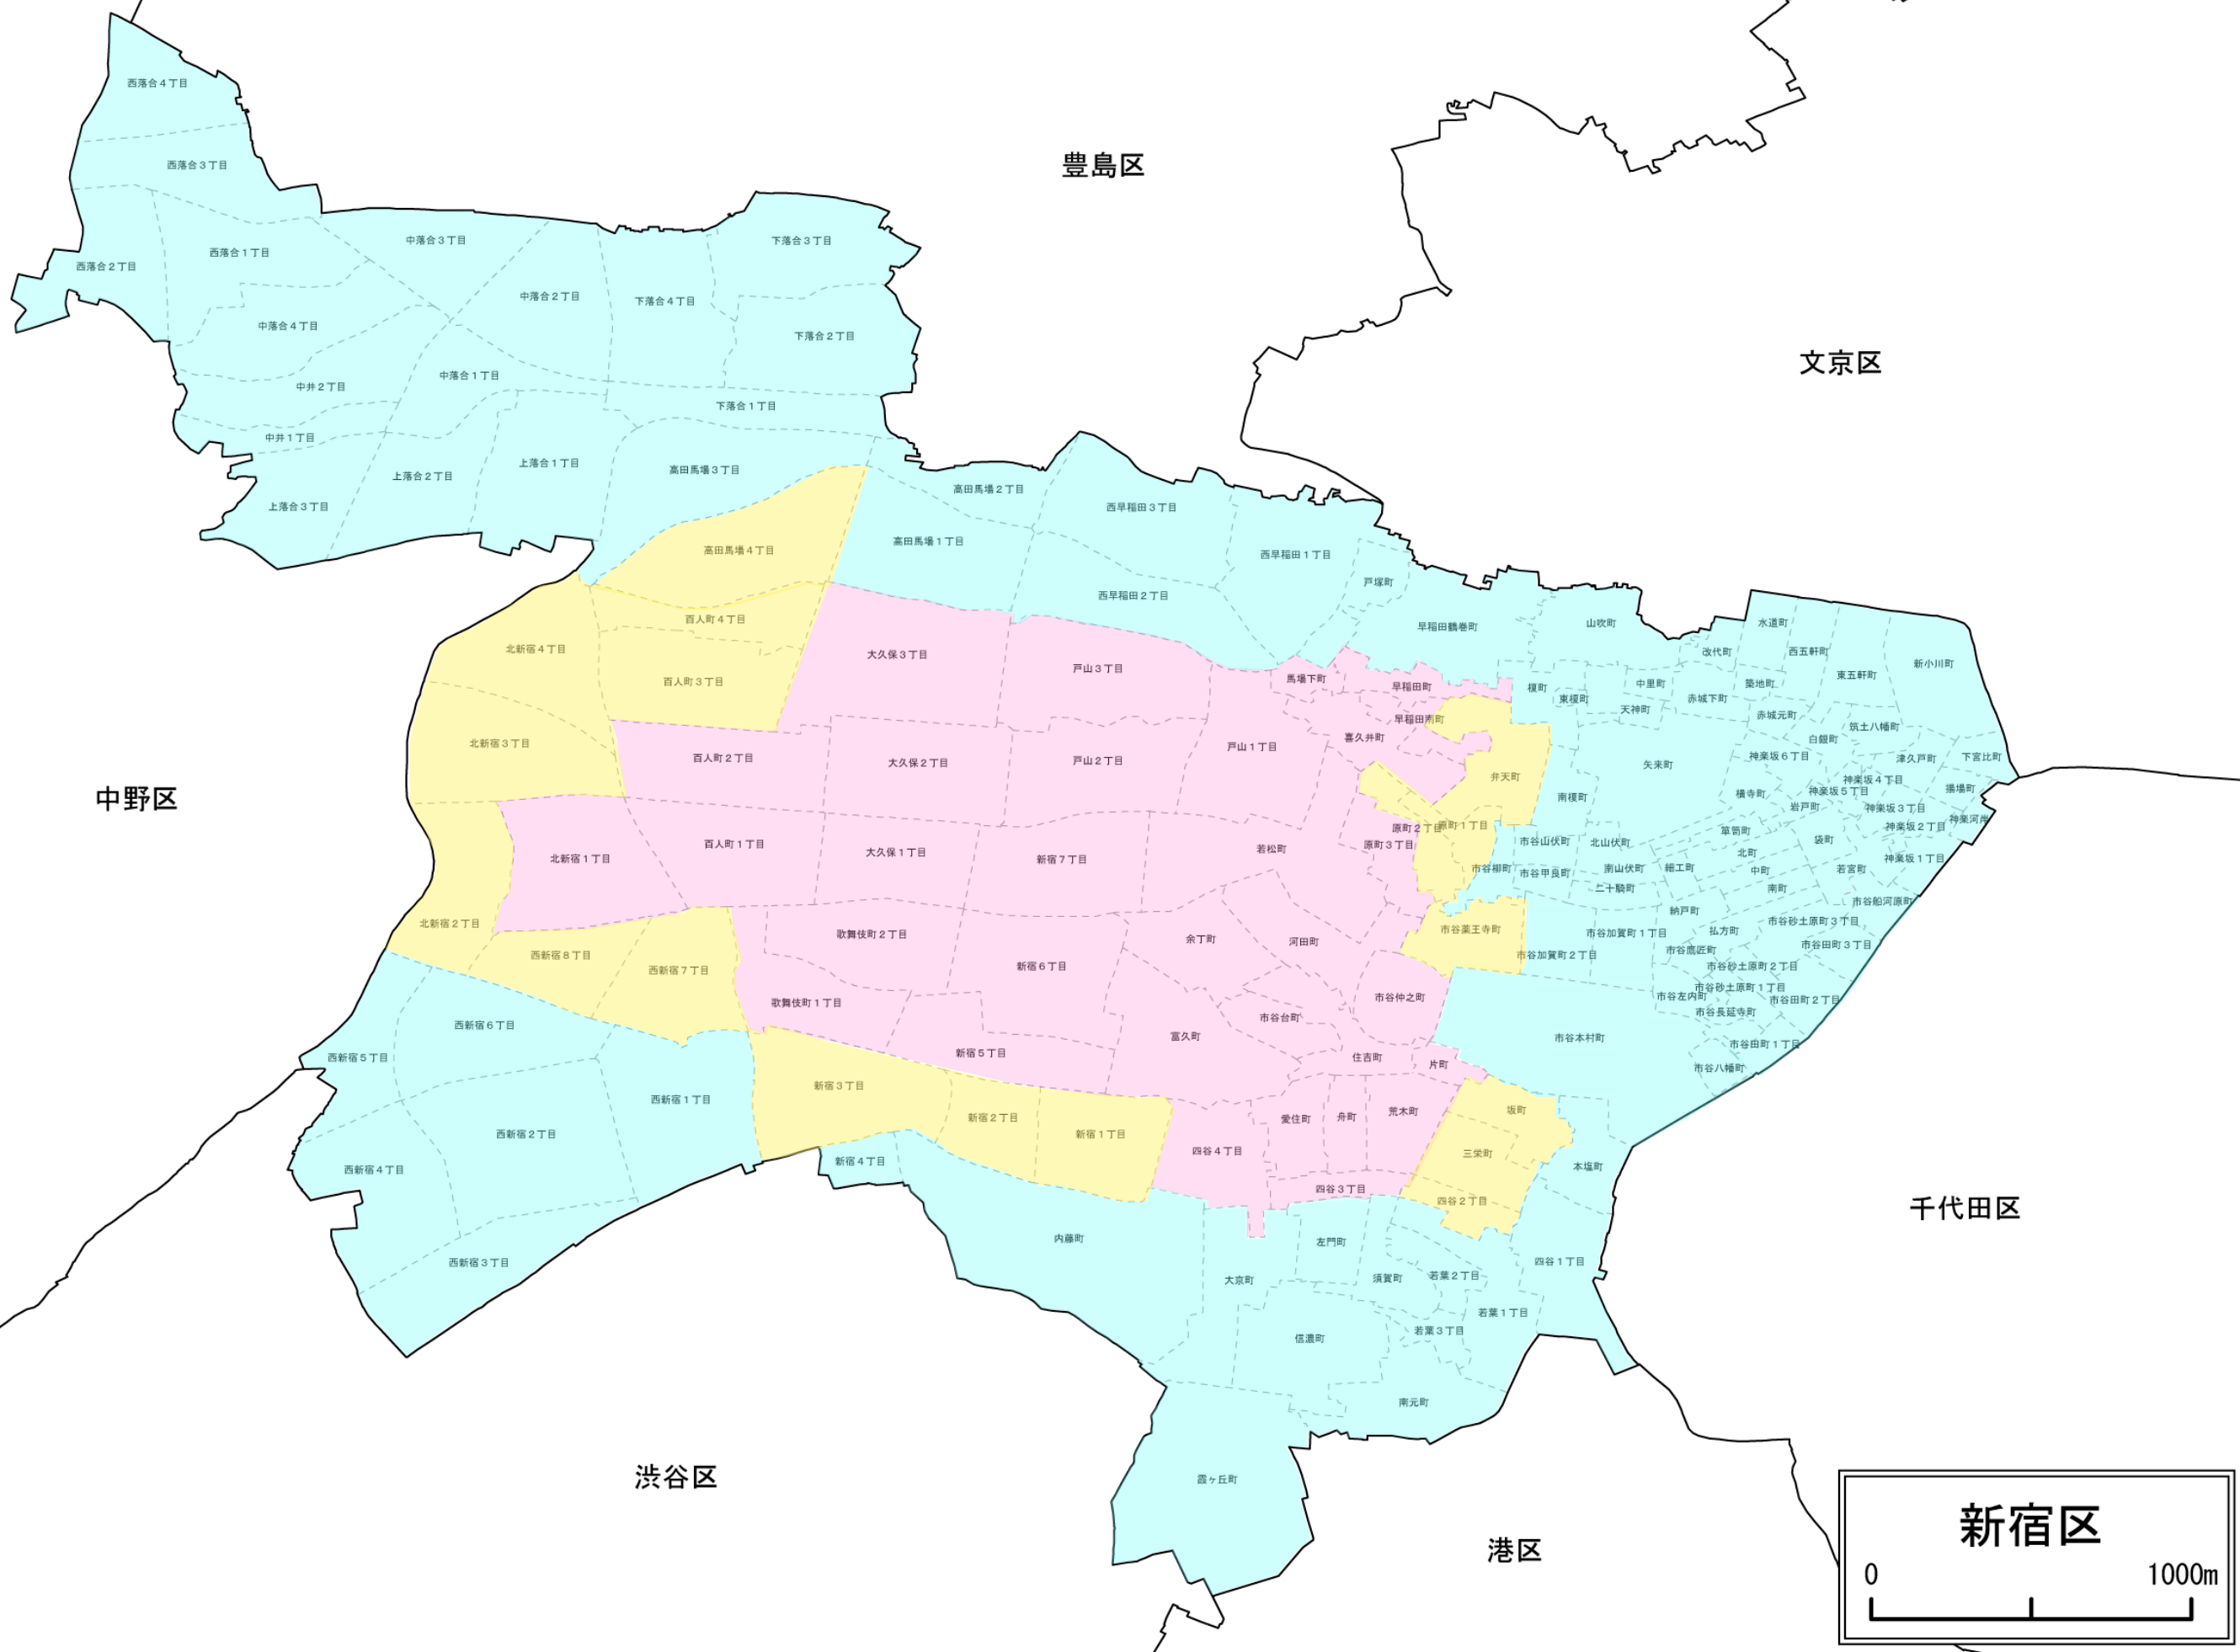 豊島区
文京区
中野区
千代田区
渋谷区
港区
新宿区
0 1000m
西落合４丁目
西落合３丁目
西落合１丁目
西落合２丁目
中落合３丁目
中落合２丁目
中落合４丁目
中落合１丁目
中井２丁目
中井１丁目
下落合３丁目
下落合４丁目
下落合２丁目
下落合１丁目
上落合１丁目
上落合２丁目
上落合３丁目
高田馬場３丁目
高田馬場２丁目
高田馬場１丁目
高田馬場４丁目
西早稲田３丁目
西早稲田１丁目
西早稲田２丁目
戸塚町
早稲田鶴巻町
山吹町
水道町
改代町
西五軒町
東五軒町
新小川町
榎町
東榎町
中里町
天神町
赤城下町
築地町
赤城元町
白銀町
筑土八幡町
津久戸町
下宮比町
揚場町
神楽坂６丁目
神楽坂４丁目
神楽坂５丁目
神楽坂３丁目
神楽坂２丁目
神楽坂１丁目
神楽河岸
矢来町
横寺町
岩戸町
南榎町
箪笥町
袋町
北町
中町
南町
若宮町
細工町
北山伏町
南山伏町
二十騎町
納戸町
払方町
市谷山伏町
市谷甲良町
市谷柳町
市谷船河原町
市谷砂土原町３丁目
市谷田町３丁目
市谷加賀町１丁目
市谷加賀町２丁目
市谷鷹匠町
市谷砂土原町２丁目
市谷砂土原町１丁目
市谷左内町
市谷田町２丁目
市谷長延寺町
市谷田町１丁目
市谷八幡町
市谷本村町
市谷薬王寺町
市谷仲之町
市谷台町
北新宿４丁目
北新宿３丁目
北新宿１丁目
北新宿２丁目
百人町４丁目
百人町３丁目
百人町２丁目
百人町１丁目
大久保３丁目
大久保２丁目
大久保１丁目
戸山３丁目
戸山２丁目
戸山１丁目
馬場下町
早稲田町
早稲田南町
喜久井町
弁天町
原町２丁目
原町１丁目
原町３丁目
若松町
新宿７丁目
歌舞伎町２丁目
歌舞伎町１丁目
新宿６丁目
新宿５丁目
余丁町
河田町
富久町
住吉町
片町
愛住町
舟町
荒木町
四谷４丁目
四谷３丁目
四谷２丁目
四谷１丁目
坂町
三栄町
本塩町
西新宿８丁目
西新宿７丁目
西新宿６丁目
西新宿５丁目
西新宿１丁目
西新宿２丁目
西新宿４丁目
西新宿３丁目
新宿３丁目
新宿２丁目
新宿１丁目
新宿４丁目
内藤町
大京町
左門町
須賀町
若葉２丁目
若葉１丁目
若葉３丁目
信濃町
南元町
霞ヶ丘町